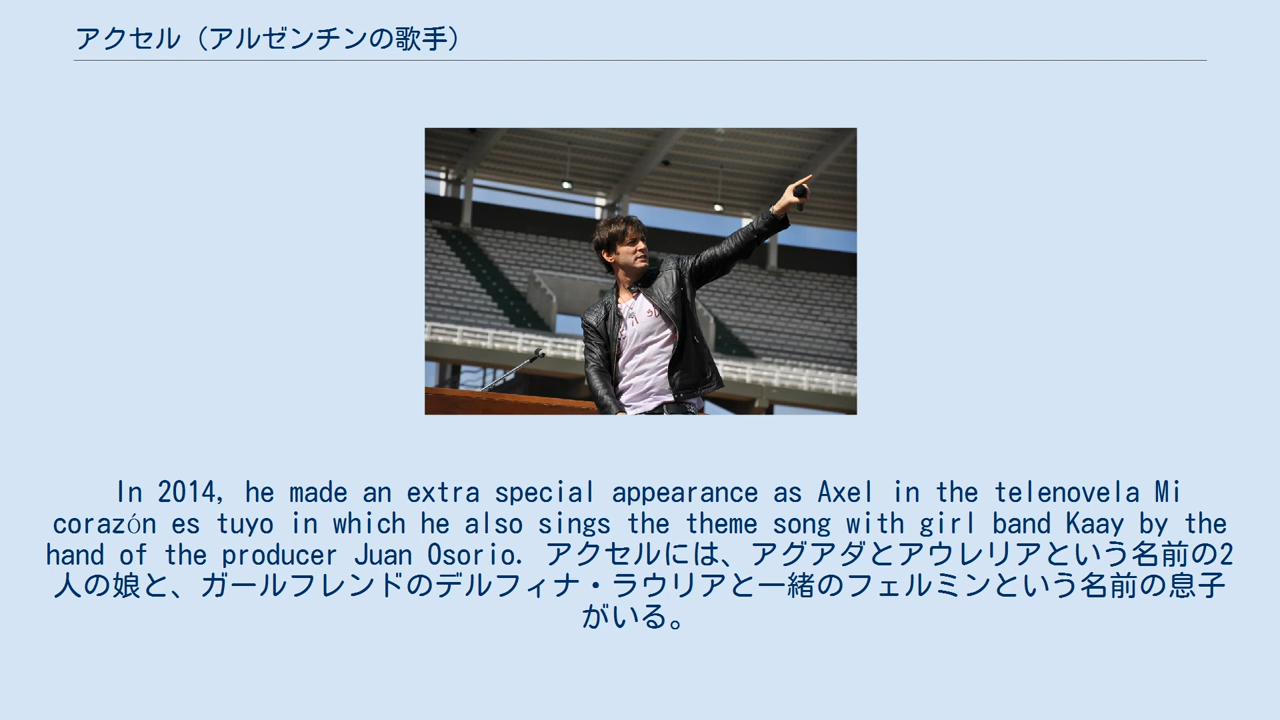 アクセル（アルゼンチンの歌手）
In 2014, he made an extra special appearance as Axel in the telenovela Mi
corazón es tuyo in which he also sings the theme song with girl band Kaay by the
hand of the producer Juan Osorio. アクセルには、アグアダとアウレリアという名前の2
人の娘と、ガールフレンドのデルフィナ・ラウリアと一緒のフェルミンという名前の息子
がいる。